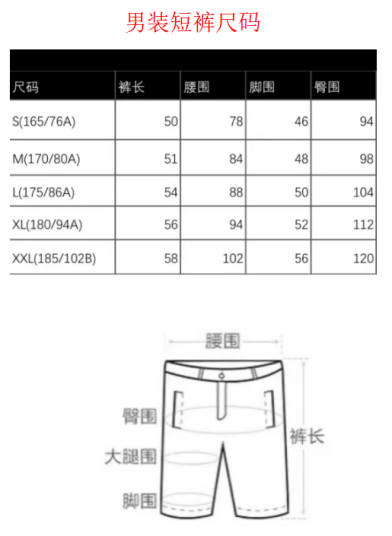 男装短裤尺码
尺码 裤长 腰围 脚围 臀围
S(165/76A) 50 78 46 94
M(170/80A) 51 84 48 98
L(175/86A) 54 88 50 104
XL(180/94A) 56 94 52 112
XXL(185/102B) 58 102 56 120
腰围
臀围
裤长
大腿围
脚围